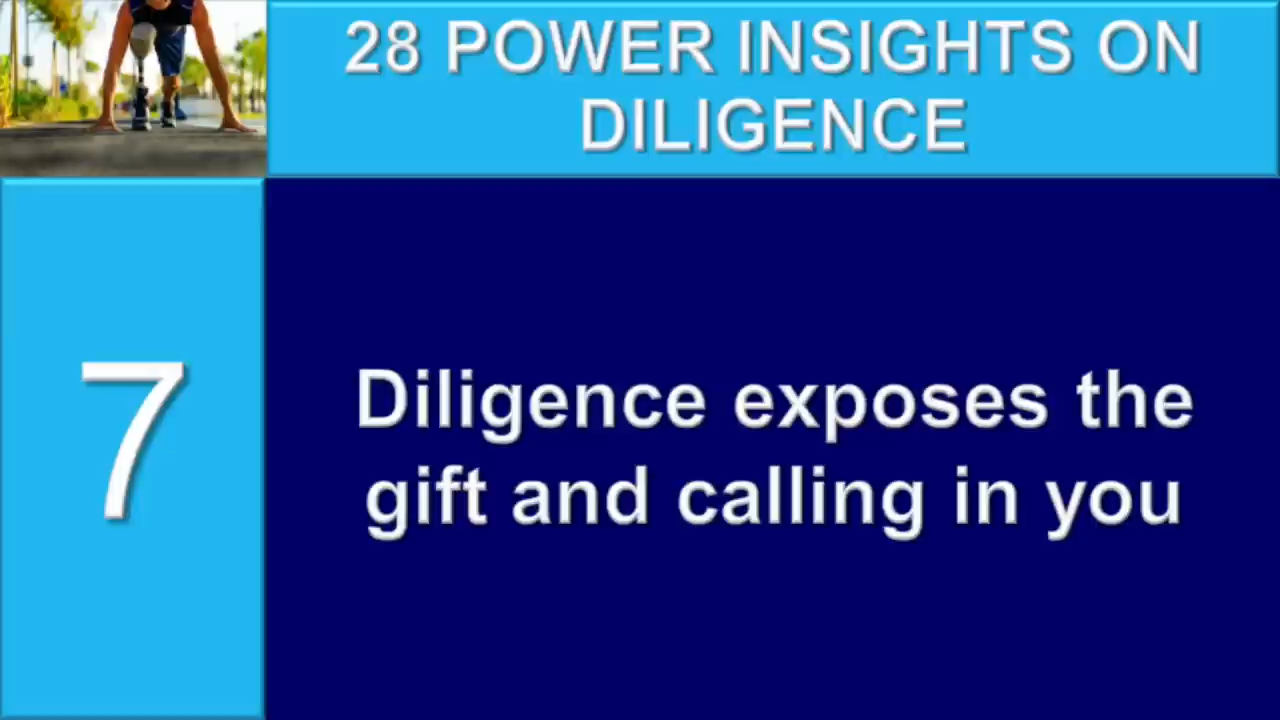 28 POWER INSIGHTS ON
DILIGENCE
7
Diligence exposes the
gift and calling in you